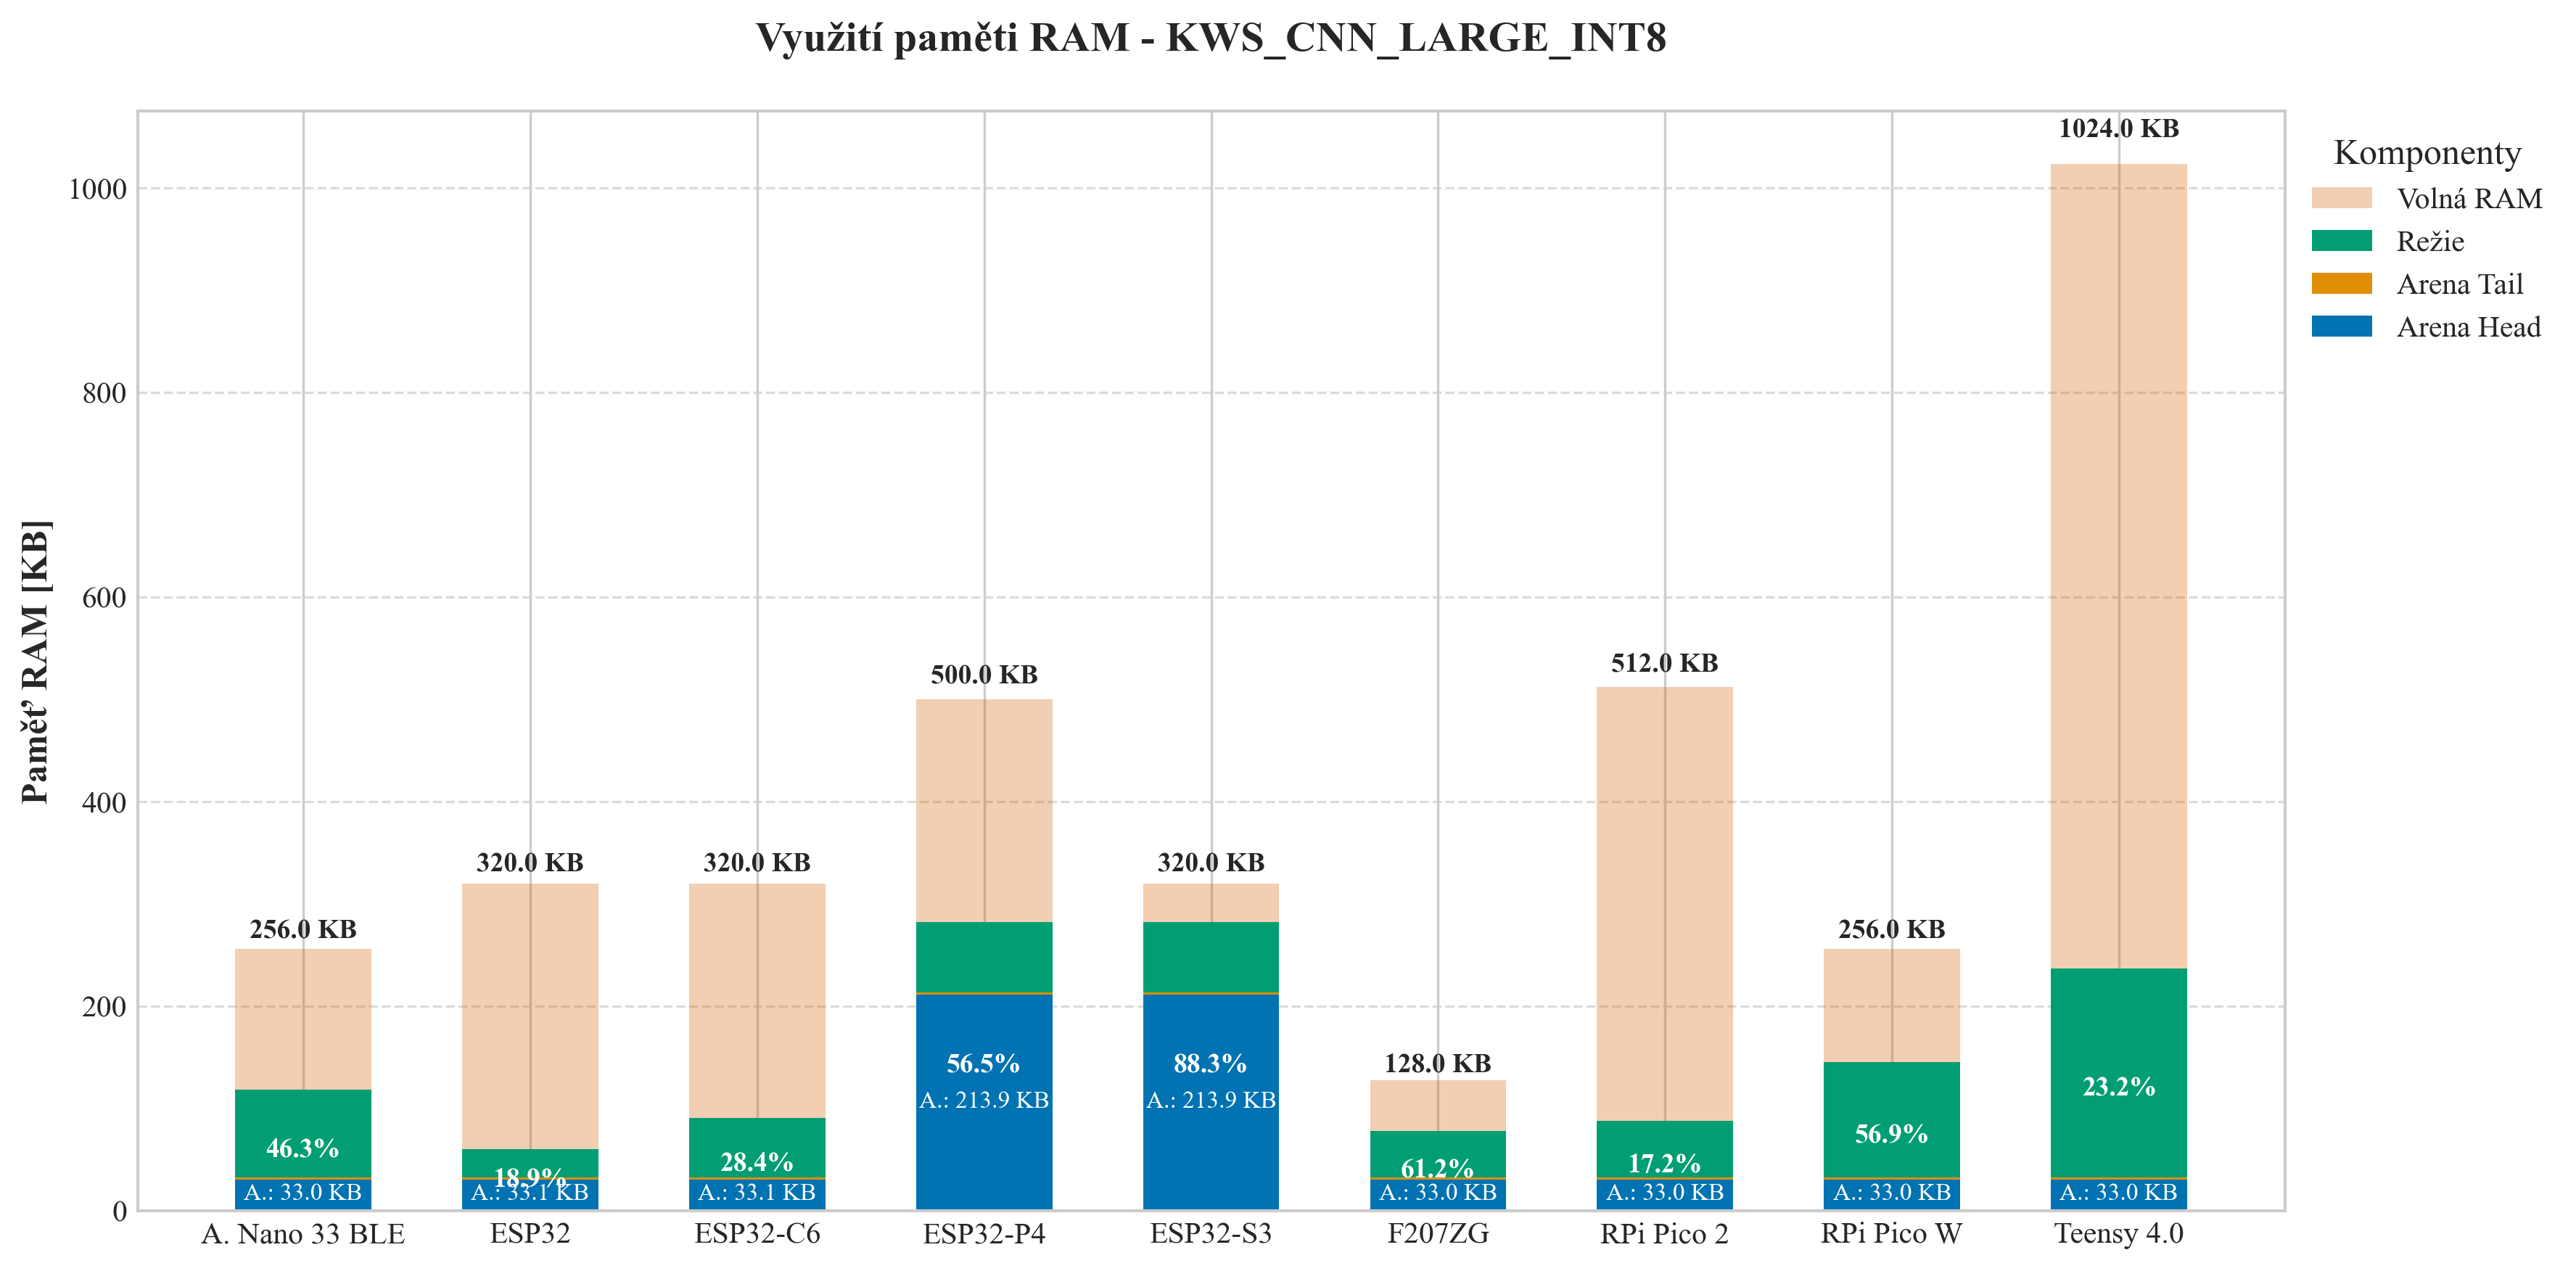 Využití paměti RAM - KWS_CNN_LARGE_INT8
Paměť RAM [KB]
1000
800
600
400
200
0
256.0 KB
46.3%
A.: 33.0 KB
320.0 KB
18.9%
A.: 33.1 KB
320.0 KB
28.4%
A.: 33.1 KB
500.0 KB
56.5%
A.: 213.9 KB
320.0 KB
88.3%
A.: 213.9 KB
128.0 KB
61.2%
A.: 33.0 KB
512.0 KB
17.2%
A.: 33.0 KB
256.0 KB
56.9%
A.: 33.0 KB
1024.0 KB
23.2%
A.: 33.0 KB
A. Nano 33 BLE
ESP32
ESP32-C6
ESP32-P4
ESP32-S3
F207ZG
RPi Pico 2
RPi Pico W
Teensy 4.0
Komponenty
Volná RAM
Režie
Arena Tail
Arena Head